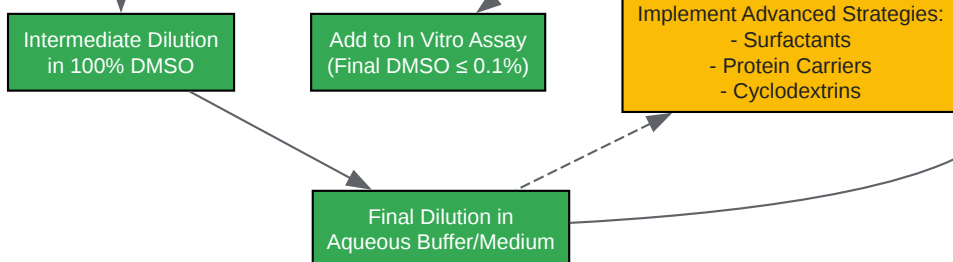 Intermediate Dilution
in 100% DMSO
Add to In Vitro Assay
(Final DMSO ≤ 0.1%)
Implement Advanced Strategies:
- Surfactants
- Protein Carriers
- Cyclodextrins
Final Dilution in
Aqueous Buffer/Medium